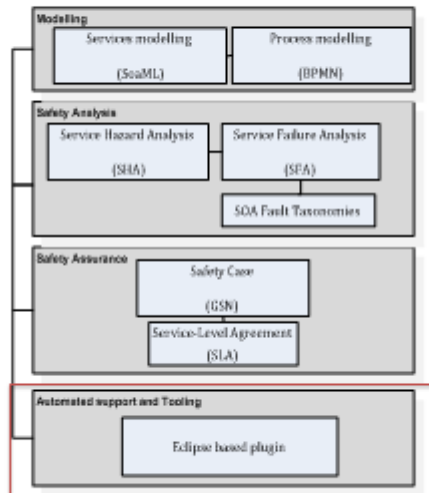 Modelling
Services modelling
(SoaML)
Process modelling
(BPMN)
Safety Analysis
Service Hazard Analysis
(SHA)
Service Failure Analysis
(SFA)
SOA Fault Taxonomies
Safety Assurance
Safety Case
(GSN)
Service-Level Agreement
(SLA)
Automated support and Tooling
Eclipse based plugin